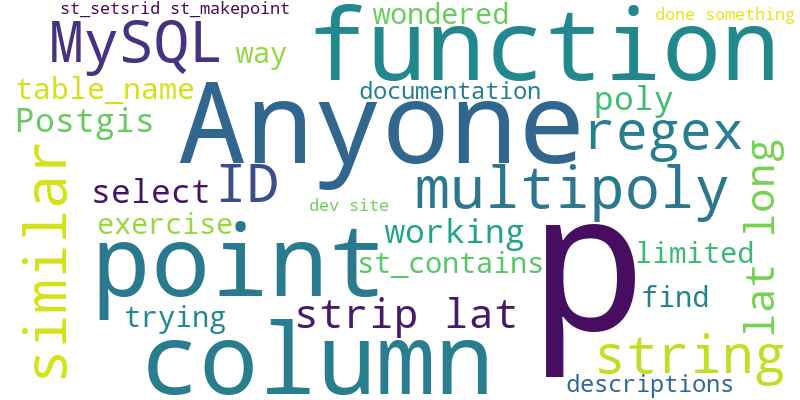 st_setsrid st_makepoint
wondered
done something
MySQL
way
function
table_name
documentation
Postgis
Anyone
poly
regex
similar
select
ID
multipoly
lat long
exercise
dev site
point
working
p
limited
st_contains
find
trying
strip lat
column
string
descriptions